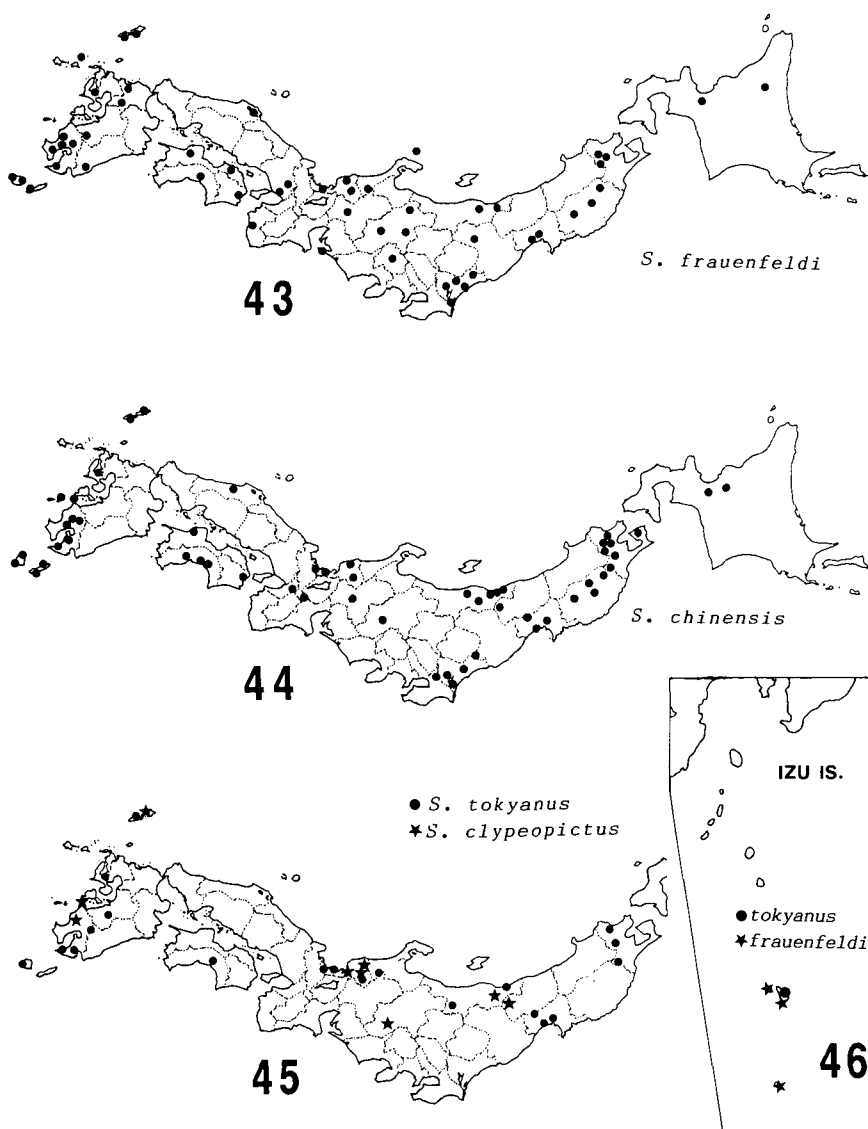 S. frauenfeldi
43
S. chinensis
44
● S. tokyanus
★ S. clypeopictus
45
IZU IS.
● tokyanus
★ frauenfeldi
46